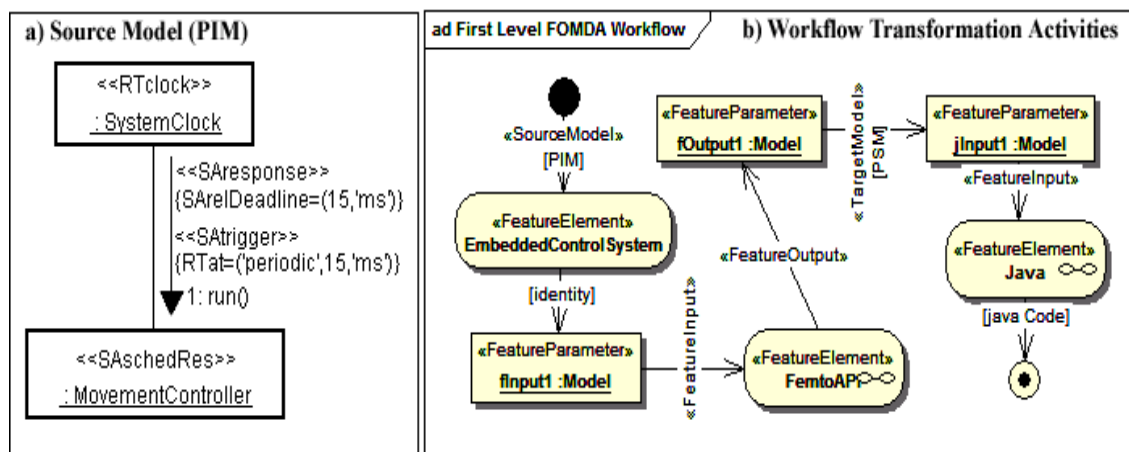 a) Source Model (PIM)
<<RTclock>>
: SystemClock
<<SAresponse>>
{SArelDeadline=(15,'ms')}
<<SAtrigger>>
{RTat=('periodic',15,'ms')}
1: run()
<<SAschedRes>>
: MovementController
ad First Level FOMDA Workflow
b) Workflow Transformation Activities
«SourceModel»
[PIM]
«FeatureElement»
EmbeddedControlSystem
[identity]
«FeatureParameter»
fInput1 :Model
«FeatureInput»
«FeatureElement»
FemtoAPI
«FeatureOutput»
«FeatureParameter»
fOutput1 :Model
«TargetModel»
[PSM]
«FeatureParameter»
jInput1 :Model
«FeatureInput»
«FeatureElement»
Java
[java Code]